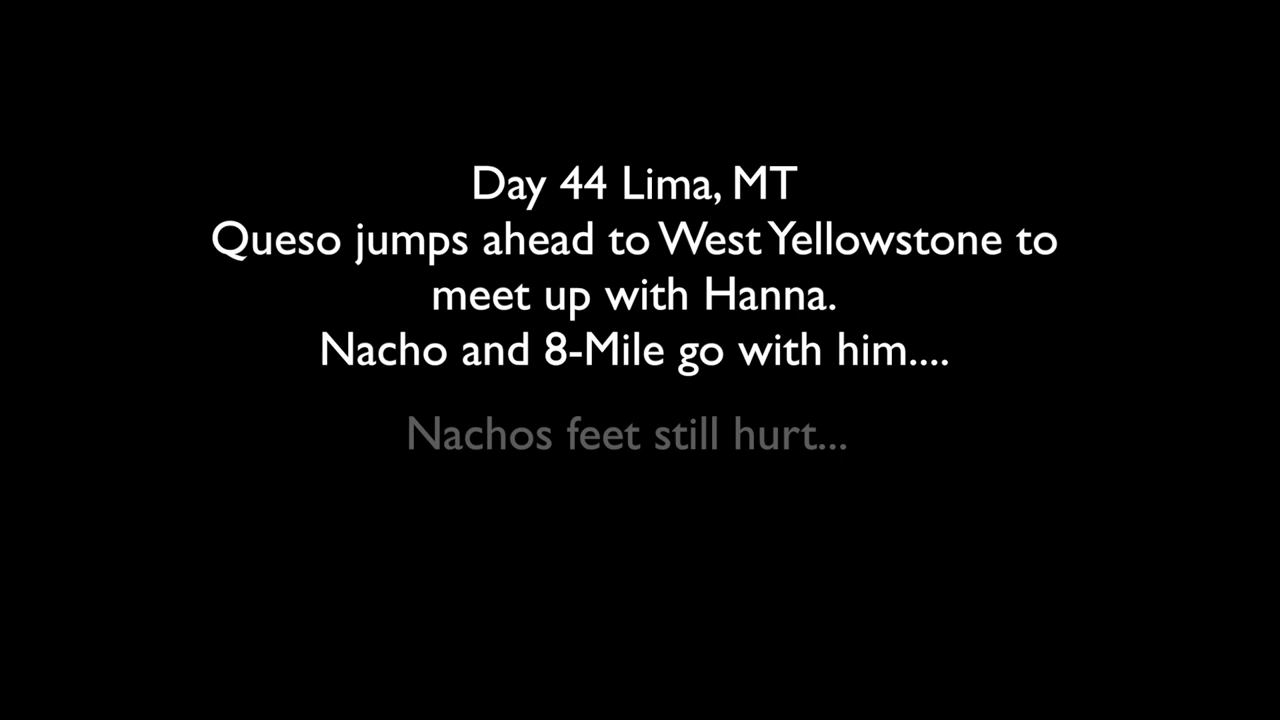 Day 44 Lima, MT
Queso jumps ahead to West Yellowstone to
meet up with Hanna.
Nacho and 8-Mile go with him....
Nachos feet still hurt...